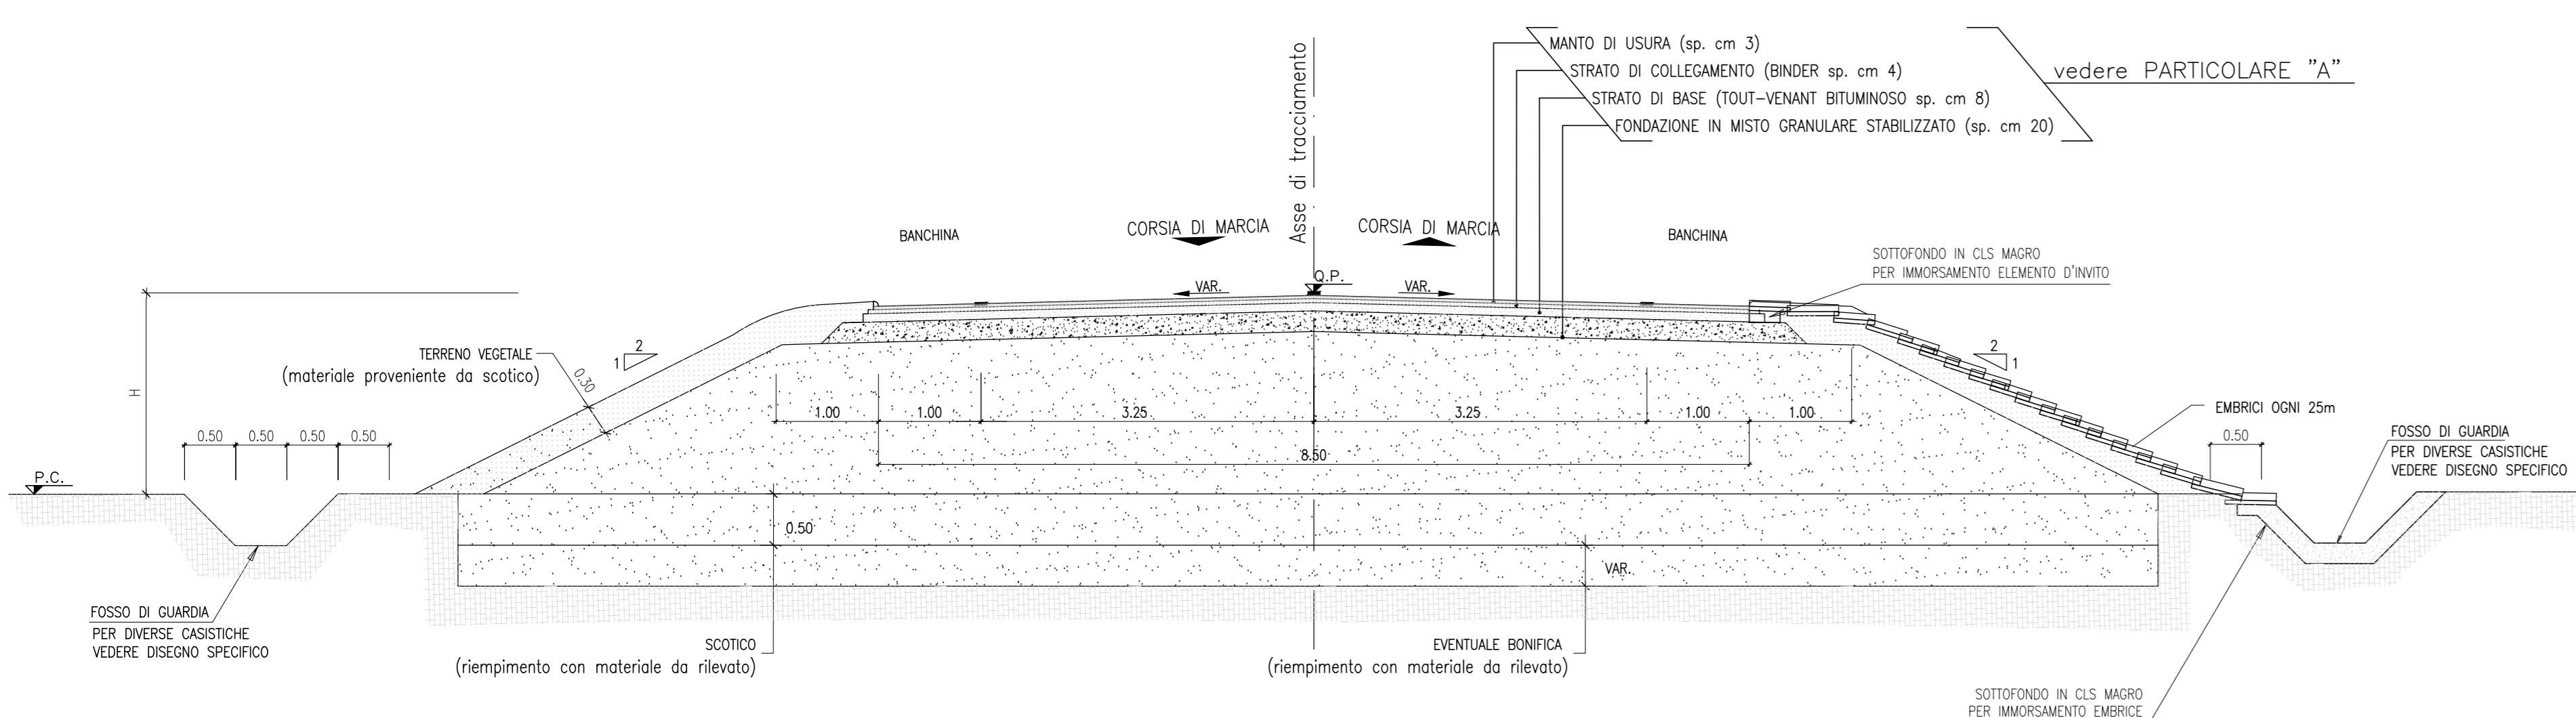 MANTO DI USURA (sp. cm 3)
STRATO DI COLLEGAMENTO (BINDER sp. cm 4)
STRATO DI BASE (TOUT-VENANT BITUMINOSO sp. cm 8)
FONDAZIONE IN MISTO GRANULARE STABILIZZATO (sp. cm 20)
vedere PARTICOLARE "A"
Asse di tracciamento
BANCHINA
CORSIA DI MARCIA
CORSIA DI MARCIA
BANCHINA
SOTTOFONDO IN CLS MAGRO
PER IMMORSAMENTO ELEMENTO D'INVITO
VAR.
Q.P.
VAR.
TERRENO VEGETALE
(materiale proveniente da scotico)
2
1
2
1
0.30
H
1.00
1.00
3.25
3.25
1.00
1.00
8.50
EMBRICI OGNI 25m
0.50
0.50
0.50
0.50
0.50
FOSSO DI GUARDIA
PER DIVERSE CASISTICHE
VEDERE DISEGNO SPECIFICO
P.C.
0.50
VAR.
FOSSO DI GUARDIA
PER DIVERSE CASISTICHE
VEDERE DISEGNO SPECIFICO
SCOTICO
(riempimento con materiale da rilevato)
EVENTUALE BONIFICA
(riempimento con materiale da rilevato)
SOTTOFONDO IN CLS MAGRO
PER IMMORSAMENTO EMBRICE